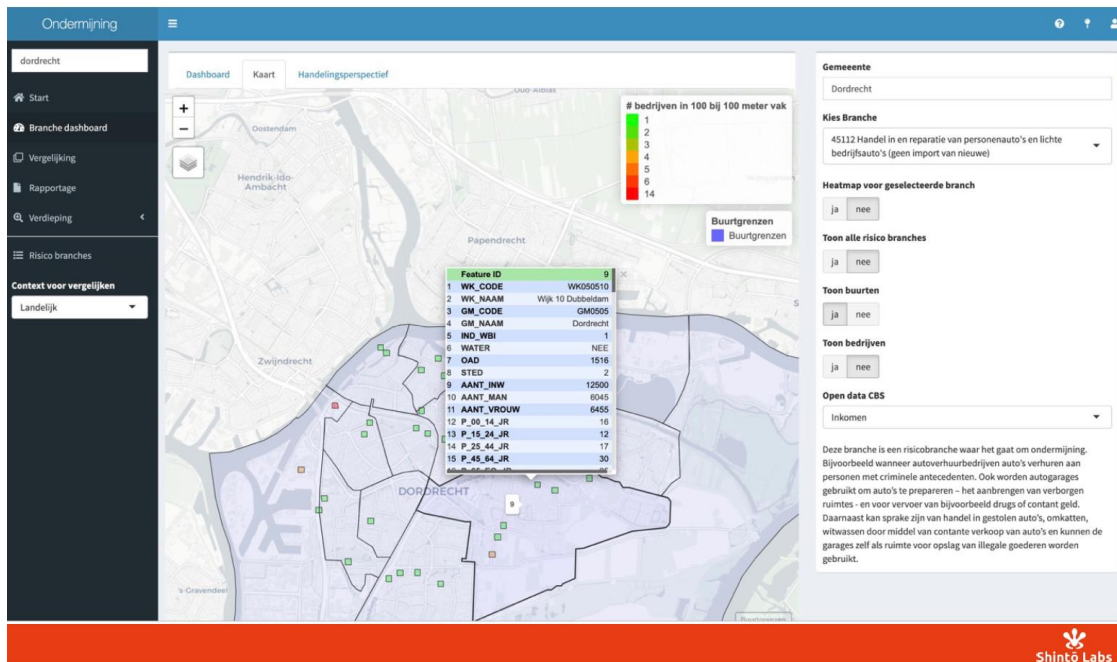 Ondermijning
dordrecht
Start
Branche dashboard
Vergelijking
Rapportage
Verdieping
Risico branches
Context voor vergelijken
Landelijk
Dashboard
Kaart
Handelingsperspectief
+
−
Oud-Alblas
Oostendam
Hendrik-Ido-
Ambacht
Papendrecht
Zwijndrecht
DORDRECHT
's-Gravendeel
# bedrijven in 100 bij 100 meter vak
1
2
3
4
5
6
14
Buurtgrenzen
Buurtgrenzen
Feature ID 9
1 WK_CODE WK050510
2 WK_NAAM Wijk 10 Dubbeldam
3 GM_CODE GM0505
4 GM_NAAM Dordrecht
5 IND_WBI 1
6 WATER NEE
7 OAD 1516
8 STED 2
9 AANT_INW 12500
10 AANT_MAN 6045
11 AANT_VROUW 6455
12 P_00_14_JR 16
13 P_15_24_JR 12
14 P_25_44_JR 17
15 P_45_64_JR 30
9
Gemeeente
Dordrecht
Kies Branche
45112 Handel in en reparatie van personenauto's en lichte
bedrijfsauto's (geen import van nieuwe)
Heatmap voor geselecteerde branch
ja nee
Toon alle risico branches
ja nee
Toon buurten
ja nee
Toon bedrijven
ja nee
Open data CBS
Inkomen
Deze branche is een risicobranche waar het gaat om ondermijning.
Bijvoorbeeld wanneer autoverhuurbedrijven auto's verhuren aan
personen met criminele antecedenten. Ook worden autogarages
gebruikt om auto's te prepareren – het aanbrengen van verborgen
ruimtes - en voor vervoer van bijvoorbeeld drugs of contant geld.
Daarnaast kan sprake zijn van handel in gestolen auto's, omkatten,
witwassen door middel van contante verkoop van auto's en kunnen de
garages zelf als ruimte voor opslag van illegale goederen worden
gebruikt.
Shintō Labs